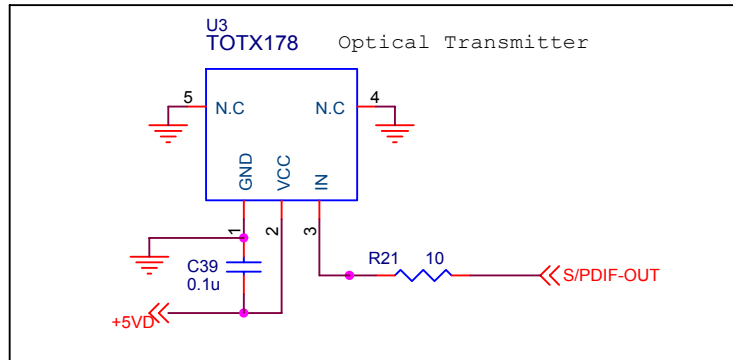 U3
TOTX178 Optical Transmitter
5 N.C N.C 4
GND VCC IN
1 2 3
C39
0.1u
R21 10
S/PDIF-OUT
+5VD